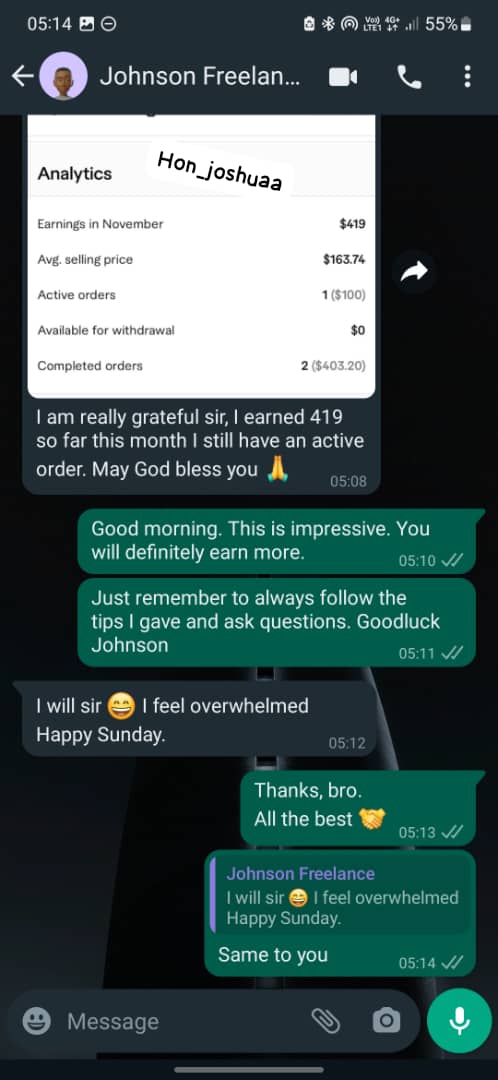 05:14
Vo)) 4G+
LTE1
55%
Johnson Freelan...
Analytics
Hon_joshuaa
Earnings in November $419
Avg. selling price $163.74
Active orders 1 ($100)
Available for withdrawal $0
Completed orders 2 ($403.20)
I am really grateful sir, I earned 419
so far this month I still have an active
order. May God bless you 🙏
05:08
Good morning. This is impressive. You
will definitely earn more.
05:10
Just remember to always follow the
tips I gave and ask questions. Goodluck
Johnson
05:11
I will sir 😄 I feel overwhelmed
Happy Sunday.
05:12
Thanks, bro.
All the best 🤝
05:13
Johnson Freelance
I will sir 😄 I feel overwhelmed
Happy Sunday.
Same to you
05:14
Message